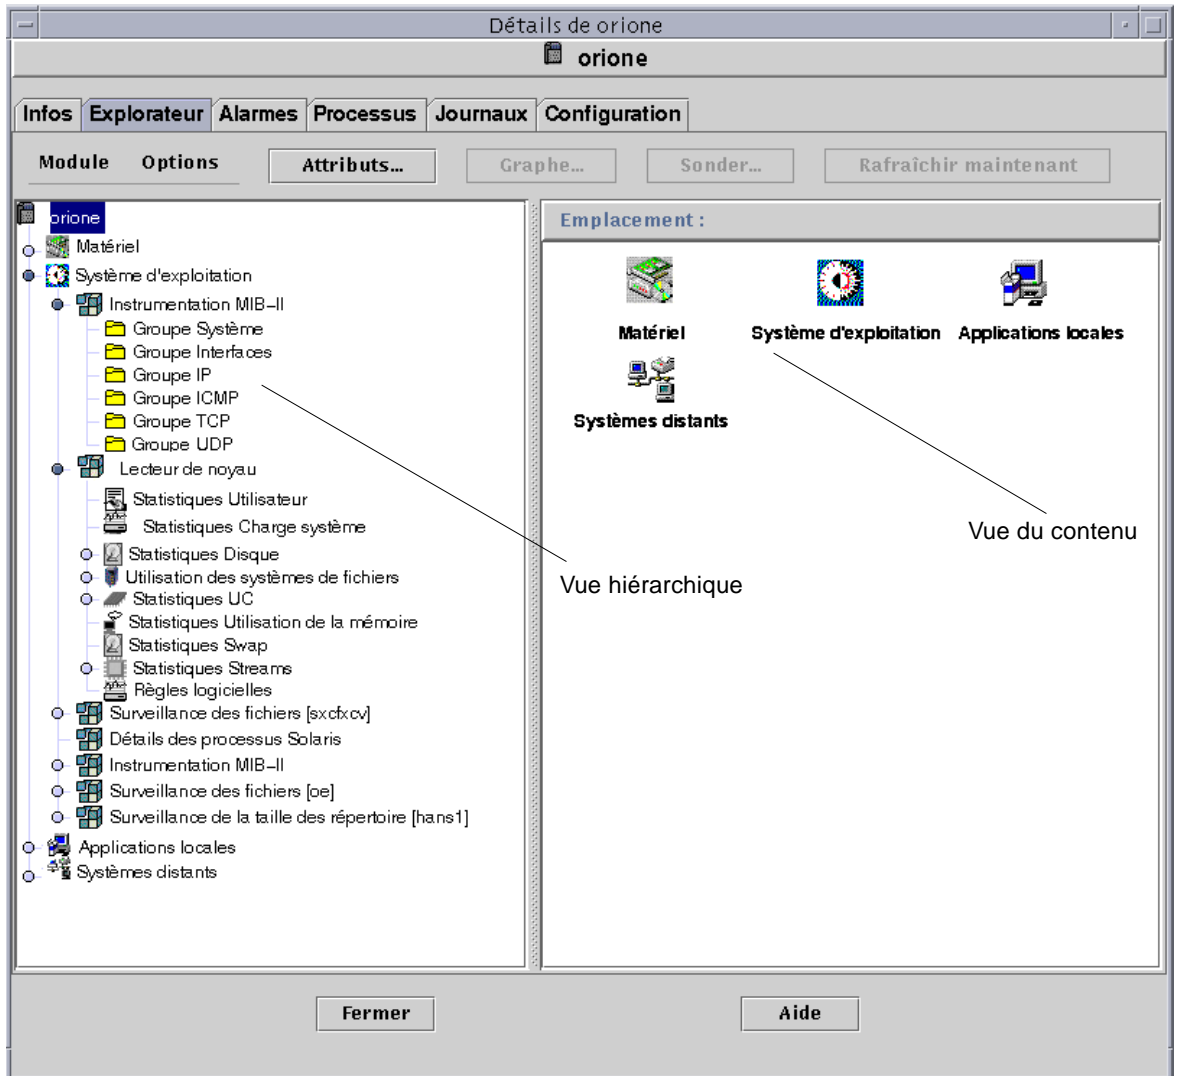 Détails de orione
orione
Infos Explorateur Alarmes Processus Journaux Configuration
Module Options Attributs... Graphe... Sonder... Rafraîchir maintenant
orione
Matériel
Système d'exploitation
Instrumentation MIB-II
Groupe Système
Groupe Interfaces
Groupe IP
Groupe ICMP
Groupe TCP
Groupe UDP
Lecteur de noyau
Statistiques Utilisateur
Statistiques Charge système
Statistiques Disque
Utilisation des systèmes de fichiers
Statistiques UC
Statistiques Utilisation de la mémoire
Statistiques Swap
Statistiques Streams
Règles logicielles
Surveillance des fichiers [sxcfxcv]
Détails des processus Solaris
Instrumentation MIB-II
Surveillance des fichiers [oe]
Surveillance de la taille des répertoire [hans1]
Applications locales
Systèmes distants
Emplacement :
Matériel
Système d'exploitation
Applications locales
Systèmes distants
Vue du contenu
Vue hiérarchique
Fermer
Aide